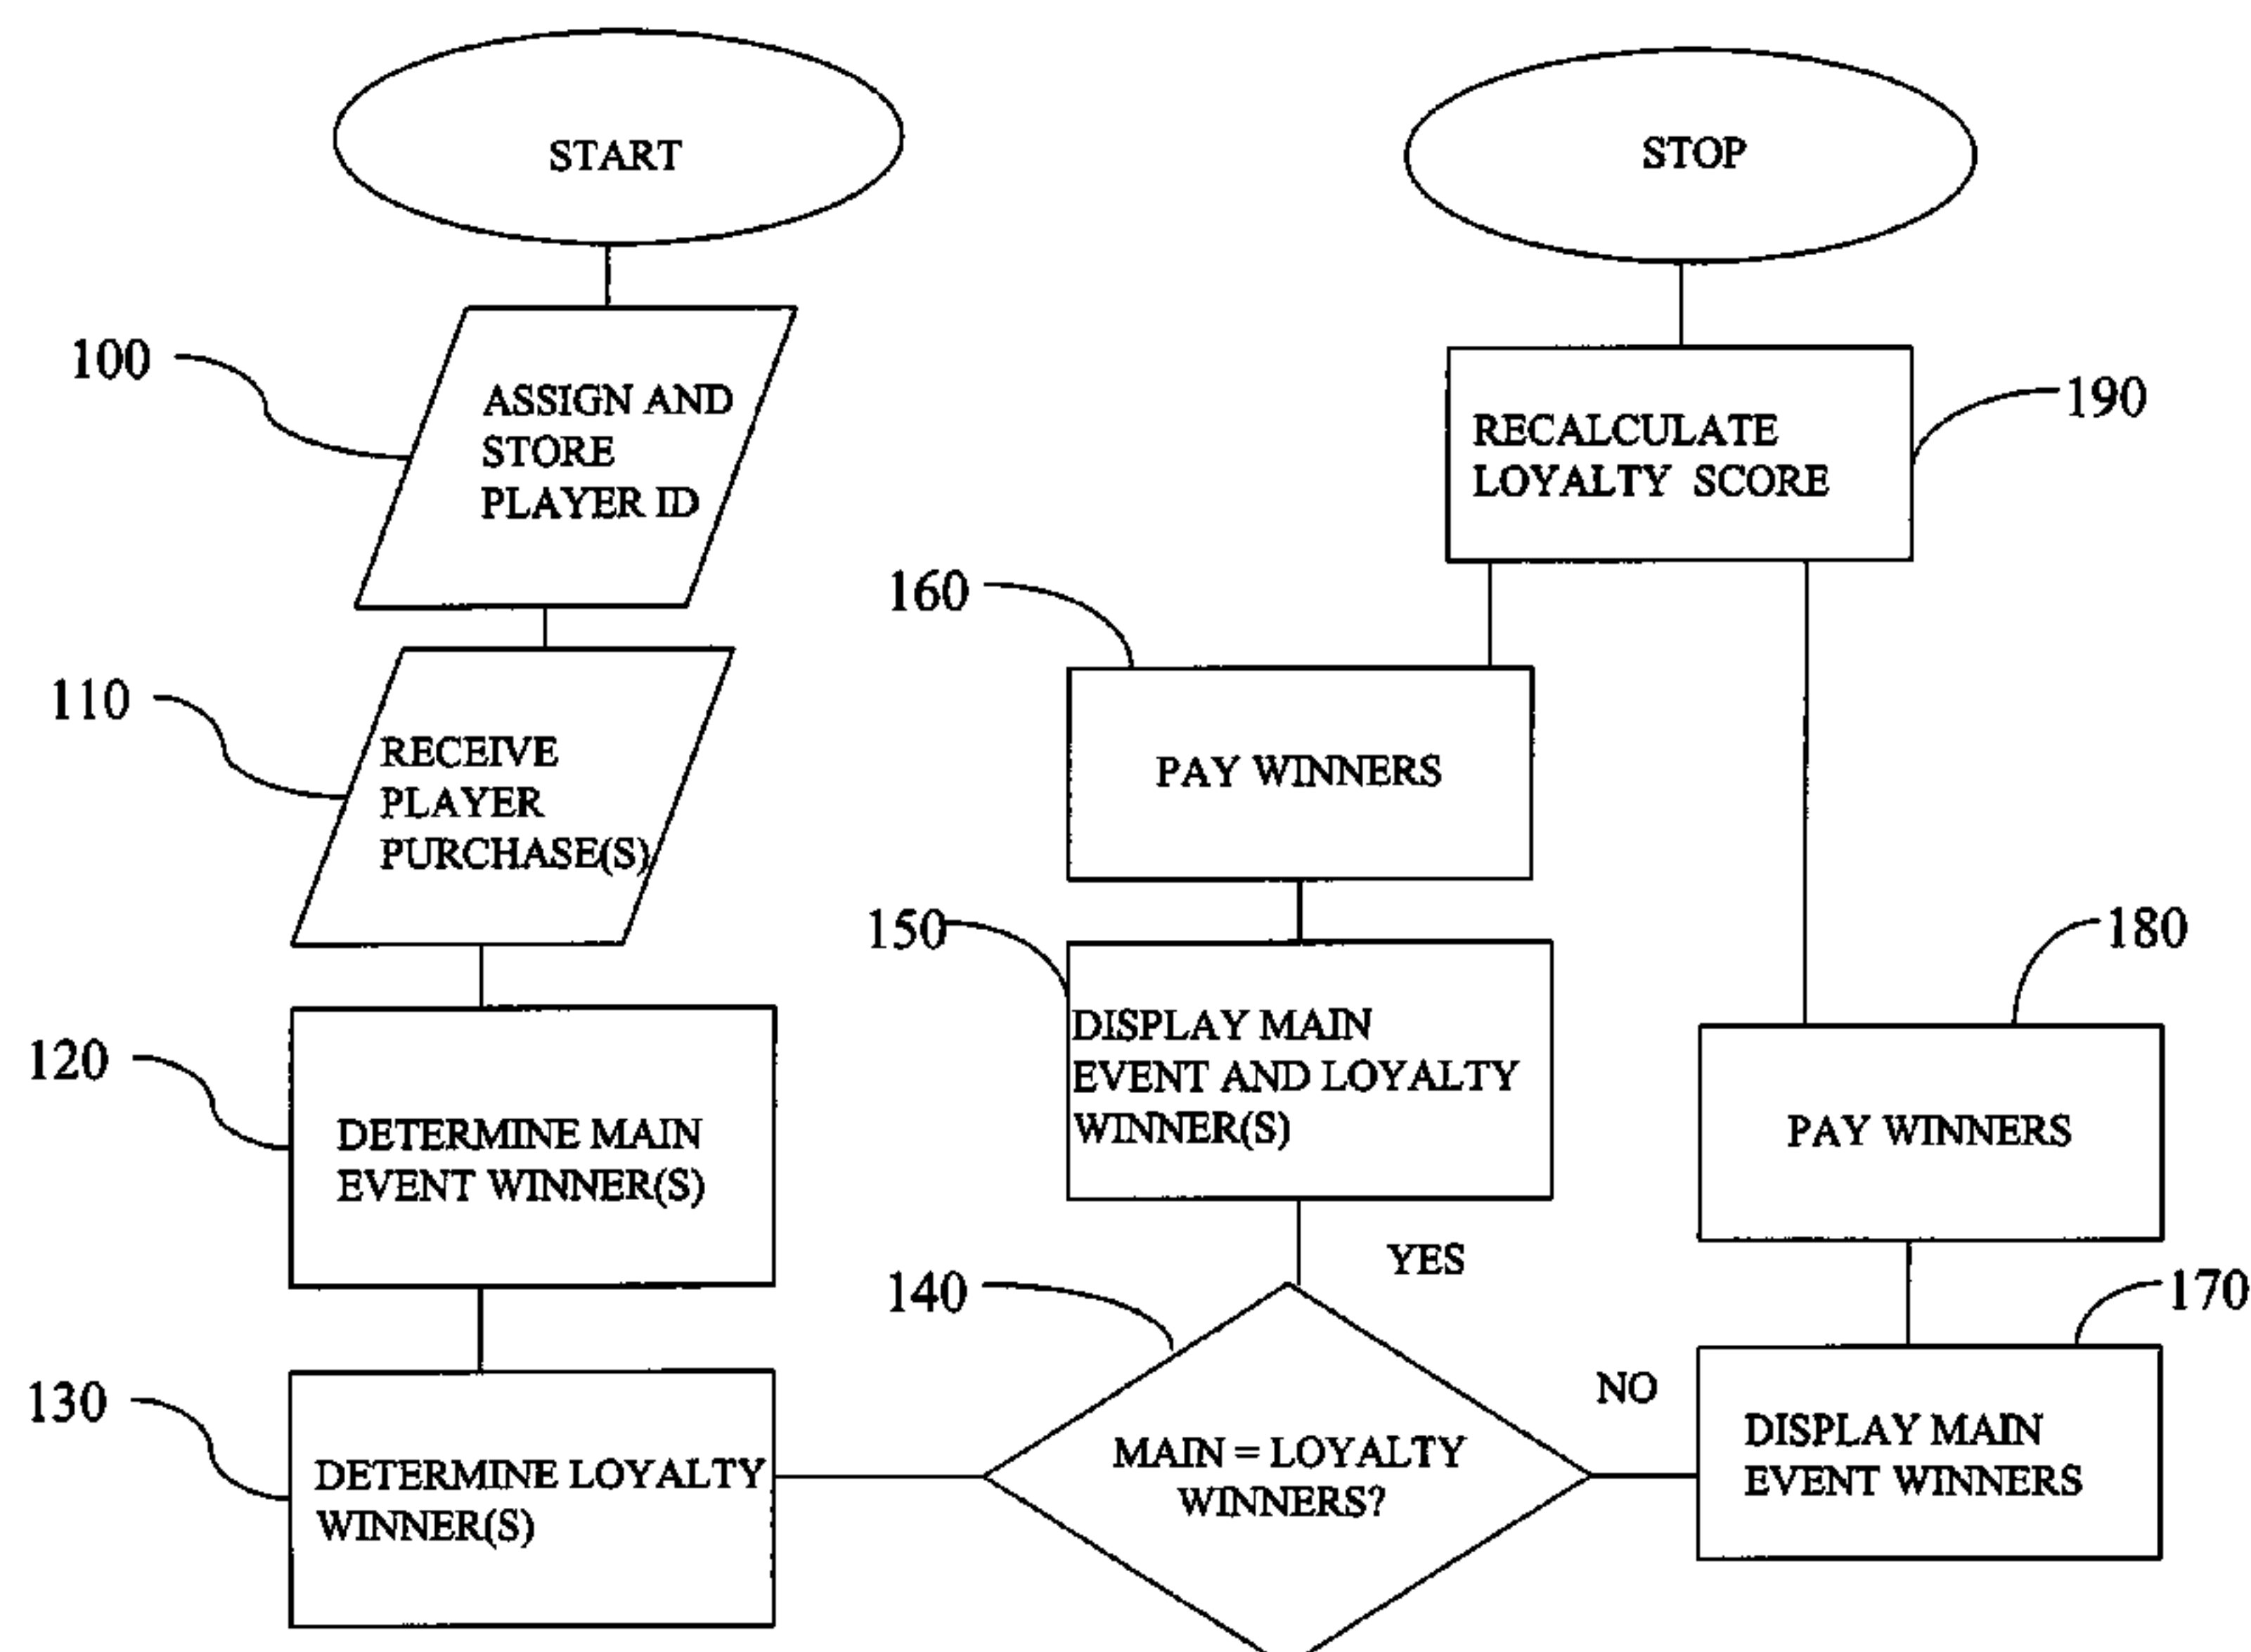 START
100
ASSIGN AND
STORE
PLAYER ID
110
RECEIVE
PLAYER
PURCHASE(S)
120
DETERMINE MAIN
EVENT WINNER(S)
130
DETERMINE LOYALTY
WINNER(S)
140
MAIN = LOYALTY
WINNERS?
YES
150
DISPLAY MAIN
EVENT AND LOYALTY
WINNER(S)
160
PAY WINNERS
NO
170
DISPLAY MAIN
EVENT WINNERS
180
PAY WINNERS
190
RECALCULATE
LOYALTY SCORE
STOP